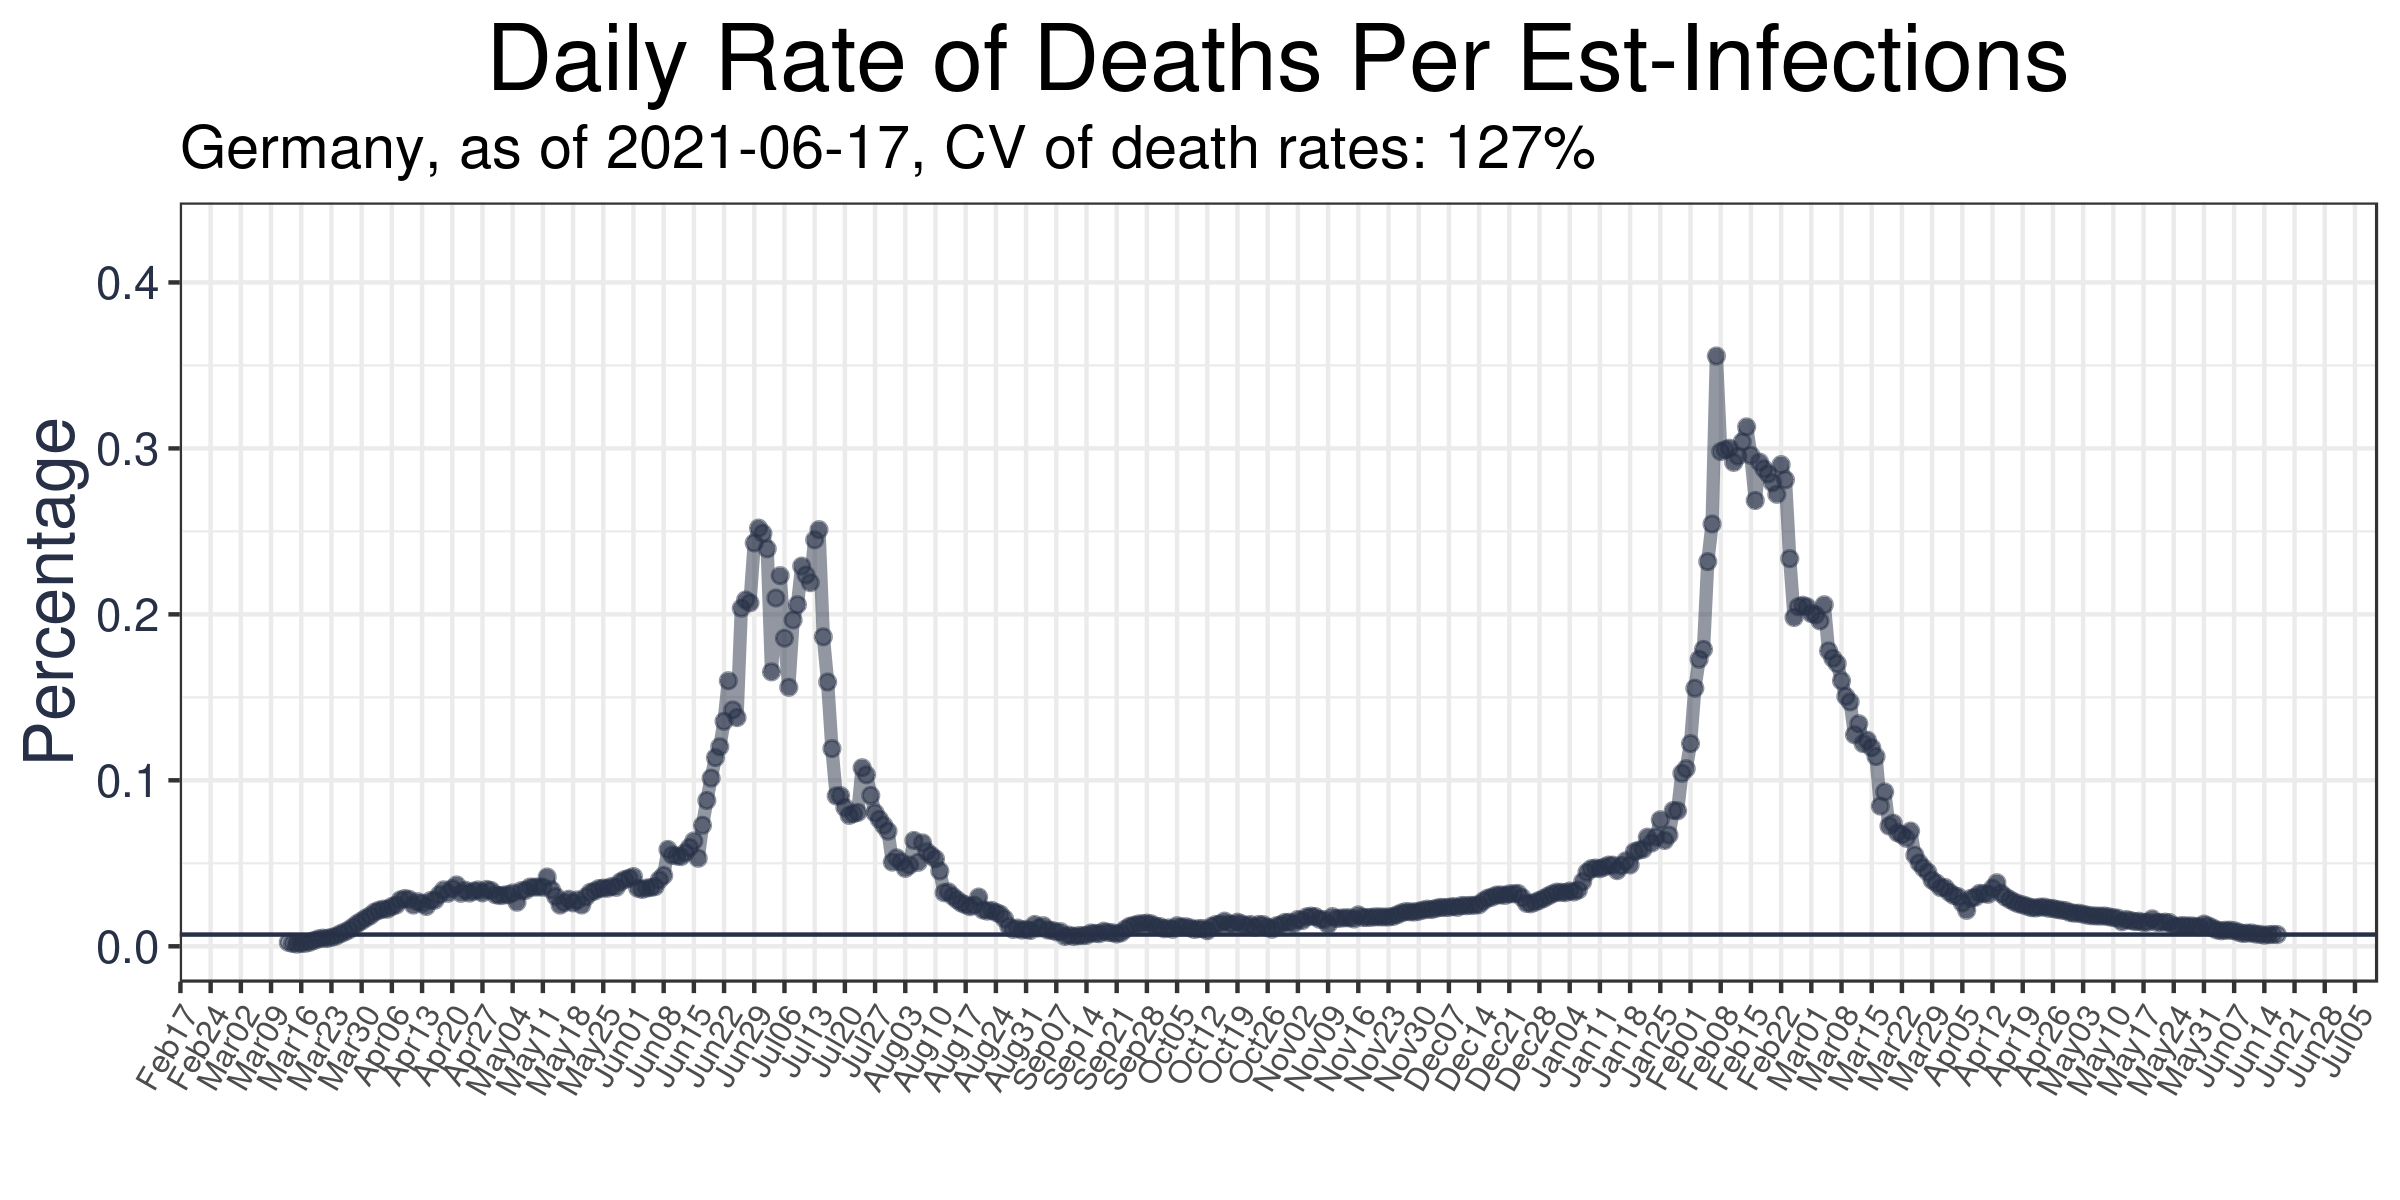 Daily Rate of Deaths Per Est-Infections
Germany, as of 2021-06-17, CV of death rates: 127%
Percentage
0.4
0.3
0.2
0.1
0.0
Feb17
Feb24
Mar02
Mar09
Mar16
Mar23
Mar30
Apr06
Apr13
Apr20
Apr27
May04
May11
May18
May25
Jun01
Jun08
Jun15
Jun22
Jun29
Jul06
Jul13
Jul20
Jul27
Aug03
Aug10
Aug17
Aug24
Aug31
Sep07
Sep14
Sep21
Sep28
Oct05
Oct12
Oct19
Oct26
Nov02
Nov09
Nov16
Nov23
Nov30
Dec07
Dec14
Dec21
Dec28
Jan04
Jan11
Jan18
Jan25
Feb01
Feb08
Feb15
Feb22
Mar01
Mar08
Mar15
Mar22
Mar29
Apr05
Apr12
Apr19
Apr26
May03
May10
May17
May24
May31
Jun07
Jun14
Jun21
Jun28
Jul05